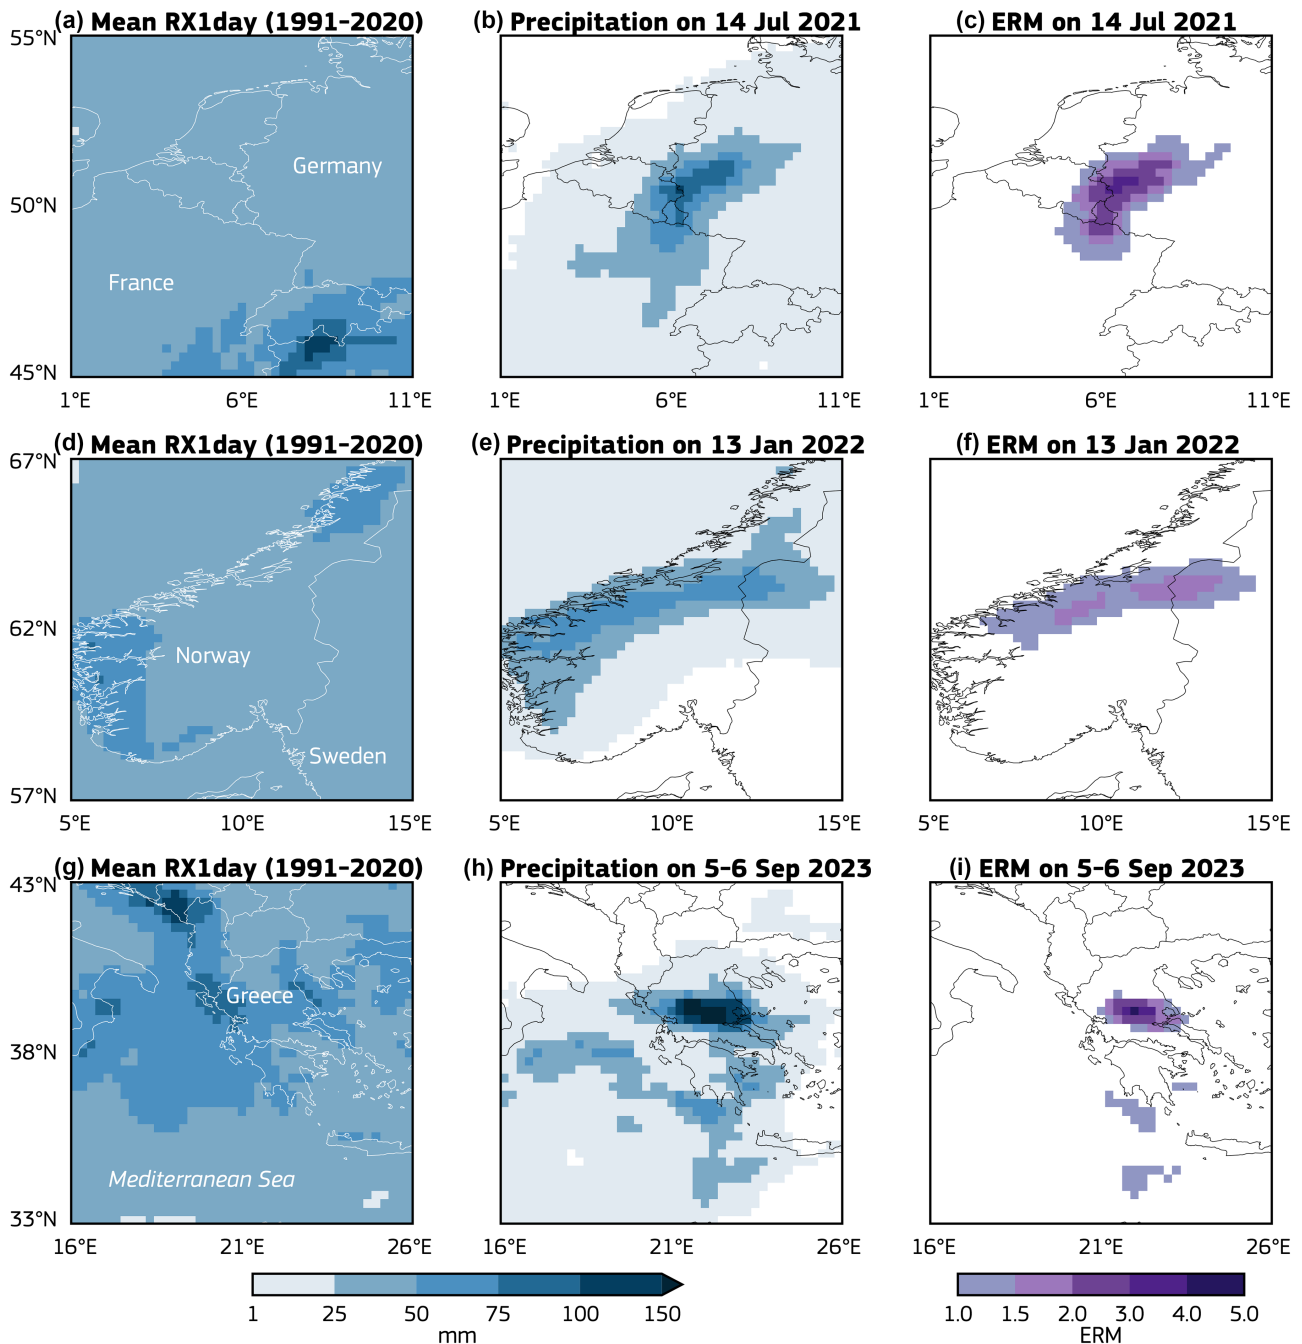 (a) Mean RX1day (1991–2020)
(b) Precipitation on 14 Jul 2021
(c) ERM on 14 Jul 2021
55°N
50°N
45°N
Germany
France
1°E 6°E 11°E
1°E 6°E 11°E
1°E 6°E 11°E
(d) Mean RX1day (1991–2020)
(e) Precipitation on 13 Jan 2022
(f) ERM on 13 Jan 2022
67°N
62°N
57°N
Norway
Sweden
5°E 10°E 15°E
5°E 10°E 15°E
5°E 10°E 15°E
(g) Mean RX1day (1991–2020)
(h) Precipitation on 5–6 Sep 2023
(i) ERM on 5–6 Sep 2023
43°N
38°N
33°N
Greece
Mediterranean Sea
16°E 21°E 26°E
16°E 21°E 26°E
16°E 21°E 26°E
1 25 50 75 100 150
mm
1.0 1.5 2.0 3.0 4.0 5.0
ERM